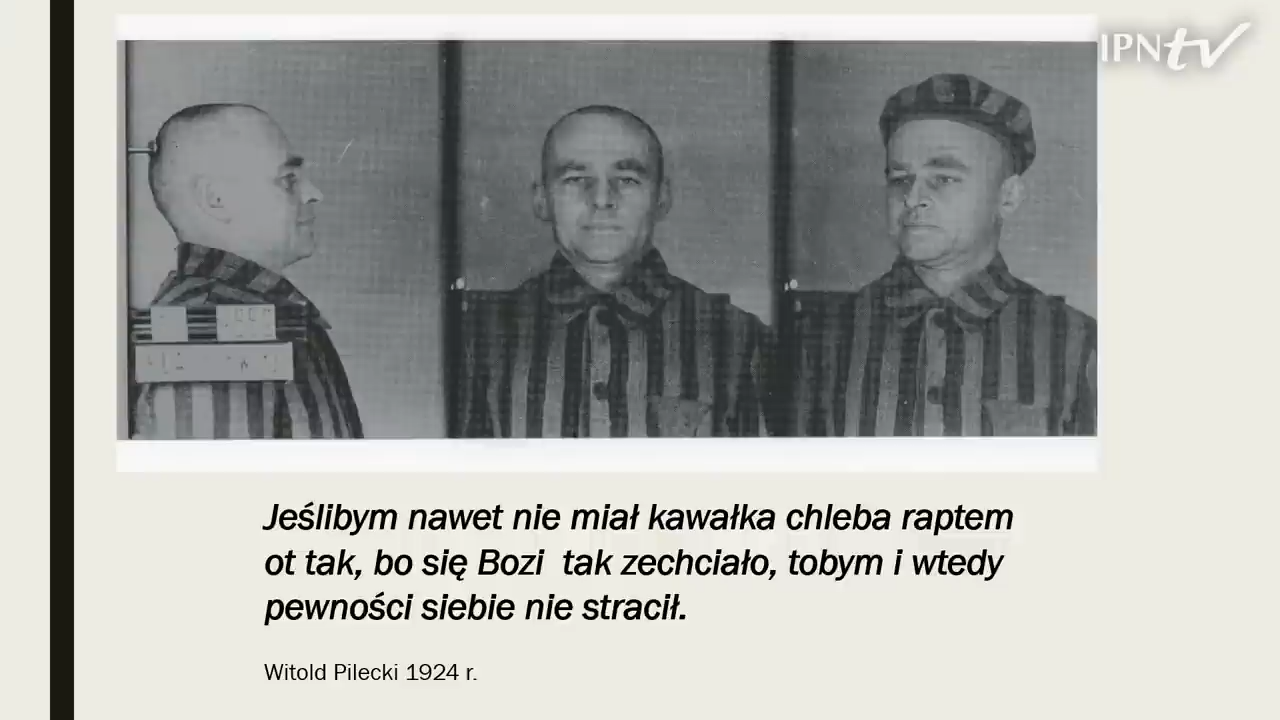 IPNtv
Jeślibym nawet nie miał kawałka chleba raptem
ot tak, bo się Bozi  tak zechciało, tobym i wtedy
pewności siebie nie stracił.
Witold Pilecki 1924 r.